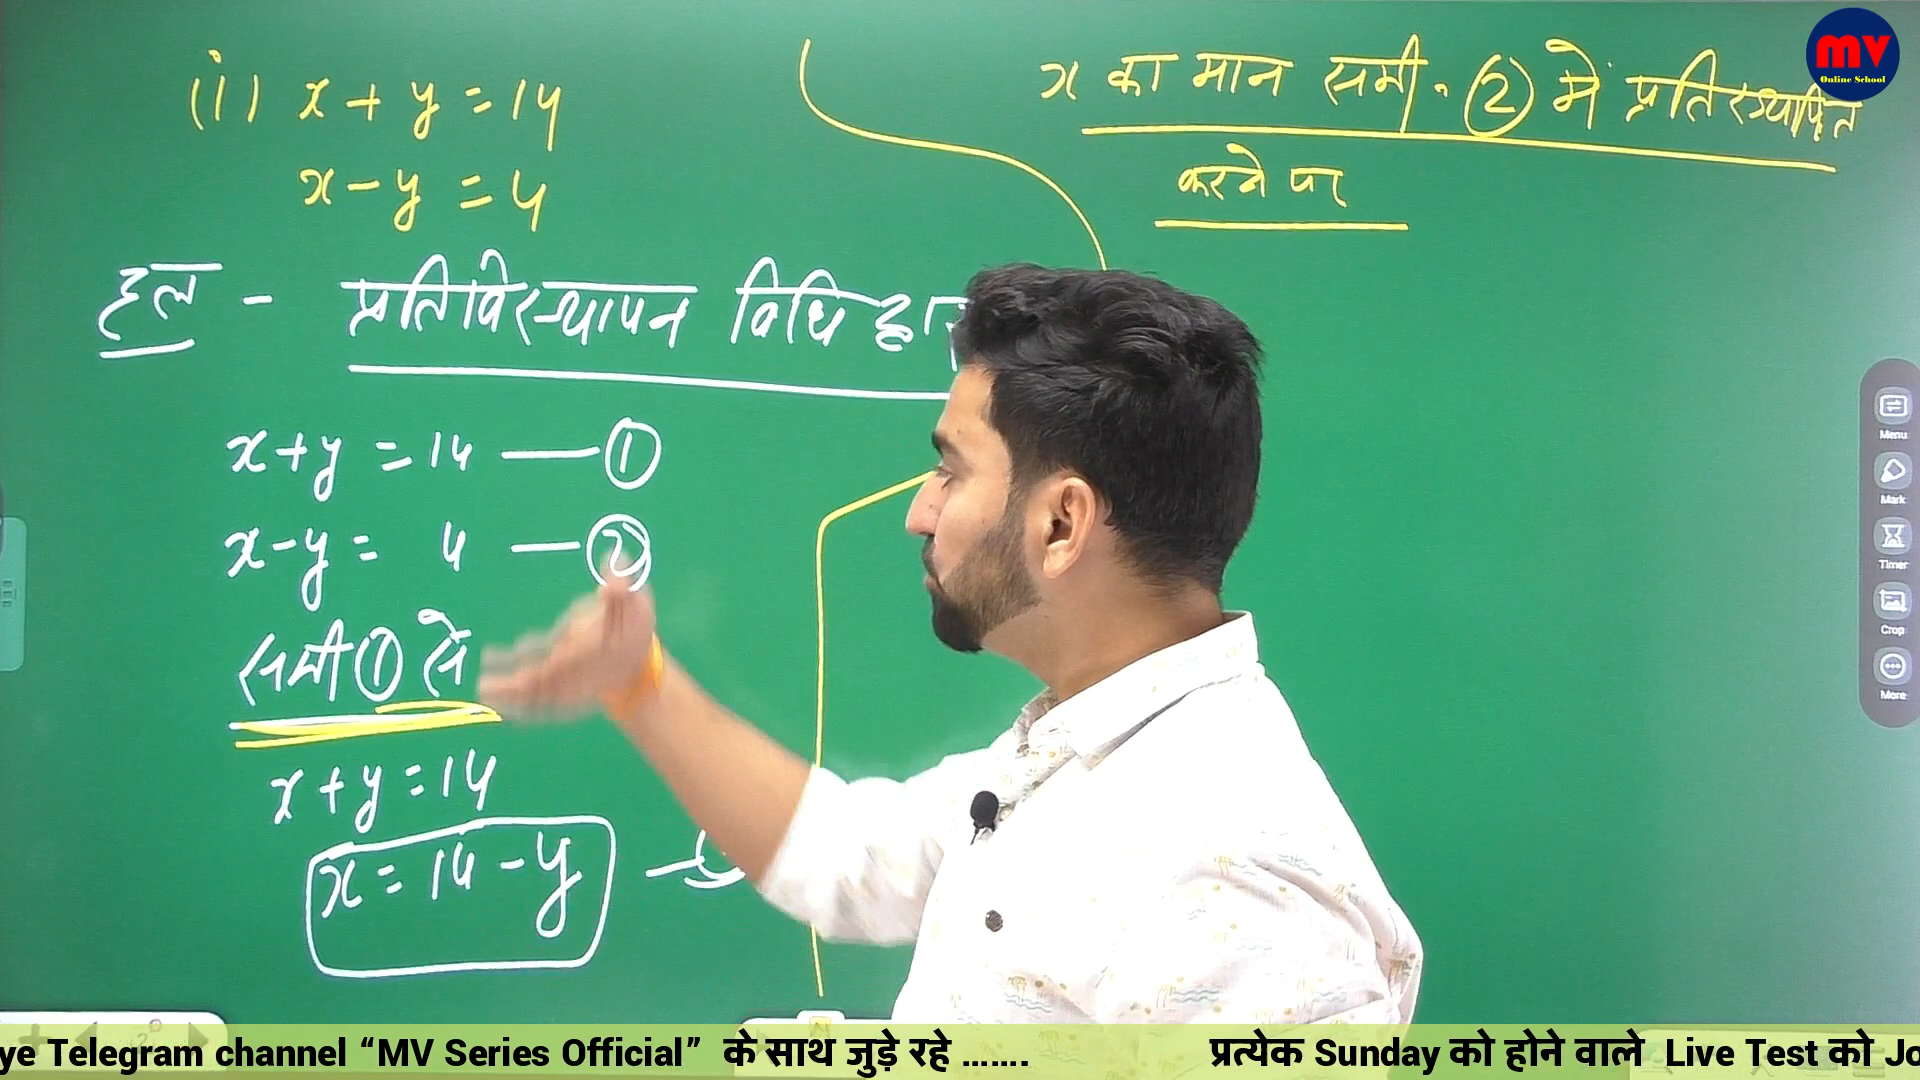 (i) x + y = 14
x - y = 4
हल - प्रतिविस्थापन विधि
x + y = 14 — ①
x - y = 4 — ②
समी ① से
x + y = 14
x = 14 - y
x का मान समी. ② में प्रतिस्थापित
करने पर
MV
Online School
Menu
Mark
Timer
Crop
More
ye Telegram channel “MV Series Official” के साथ जुड़े रहे ....... प्रत्येक Sunday को होने वाले Live Test को Jo